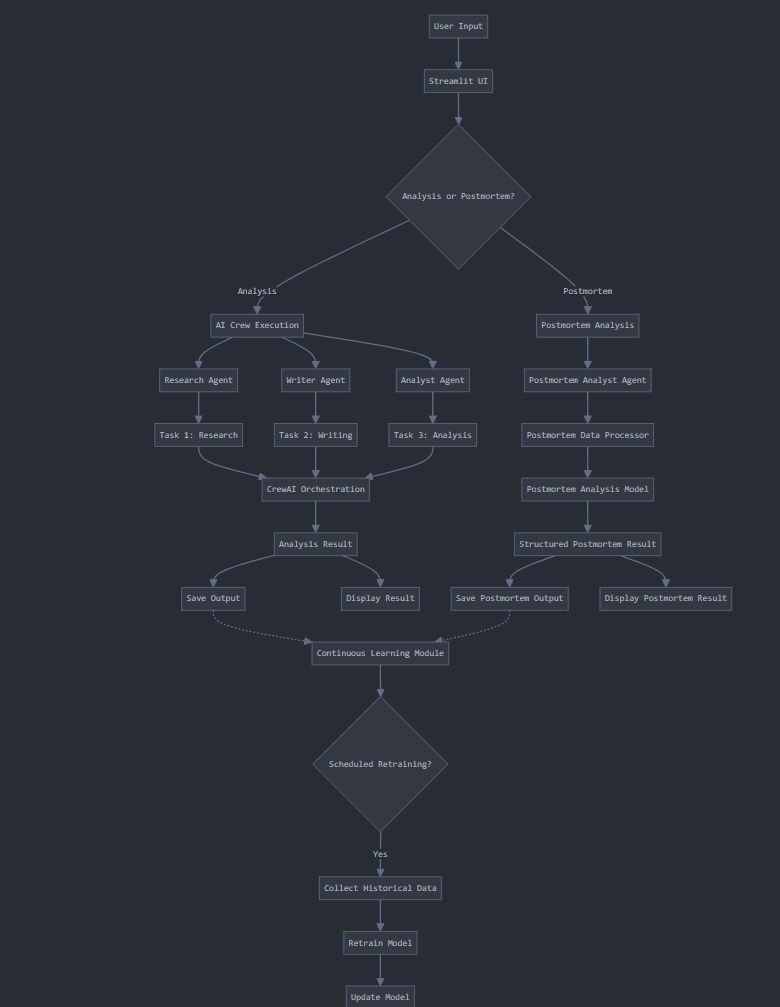 User Input
Streamlit UI
Analysis or Postmortem?
Analysis
Postmortem
AI Crew Execution
Postmortem Analysis
Research Agent
Writer Agent
Analyst Agent
Postmortem Analyst Agent
Task 1: Research
Task 2: Writing
Task 3: Analysis
Postmortem Data Processor
CrewAI Orchestration
Postmortem Analysis Model
Analysis Result
Structured Postmortem Result
Save Output
Display Result
Save Postmortem Output
Display Postmortem Result
Continuous Learning Module
Scheduled Retraining?
Yes
Collect Historical Data
Retrain Model
Update Model